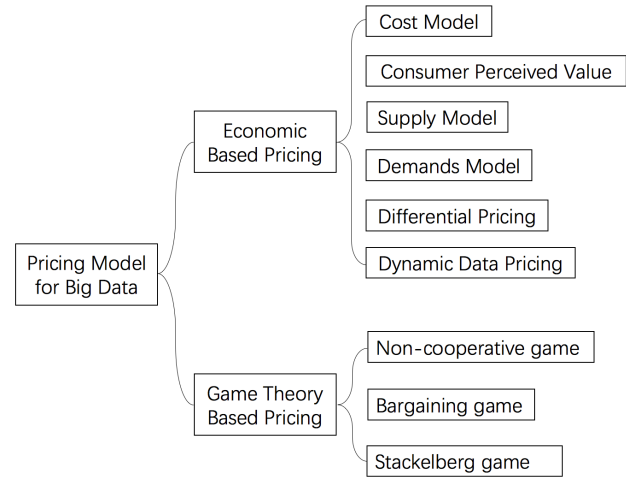 Cost Model
Consumer Perceived Value
Supply Model
Economic
Based Pricing
Demands Model
Differential Pricing
Dynamic Data Pricing
Pricing Model
for Big Data
Non-cooperative game
Game Theory
Based Pricing
Bargaining game
Stackelberg game